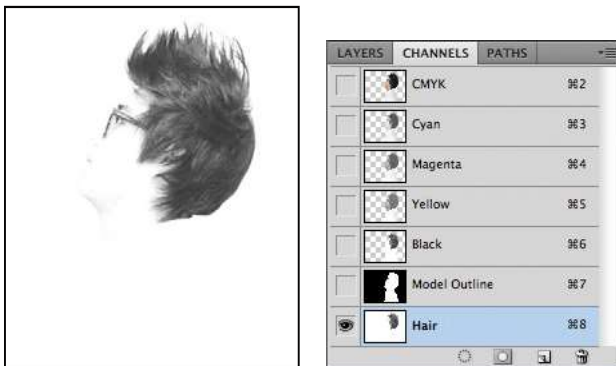 LAYERS CHANNELS PATHS
CMYK ⌘2
Cyan ⌘3
Magenta ⌘4
Yellow ⌘5
Black ⌘6
Model Outline ⌘7
Hair ⌘8